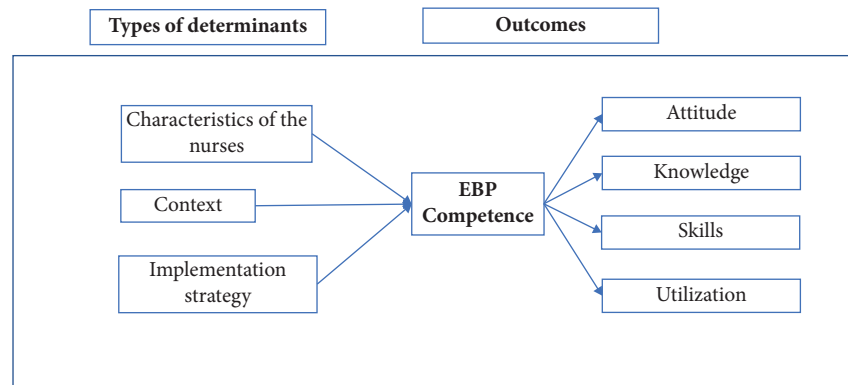 Types of determinants
Outcomes
Characteristics of the
nurses
Context
Implementation
strategy
EBP
Competence
Attitude
Knowledge
Skills
Utilization